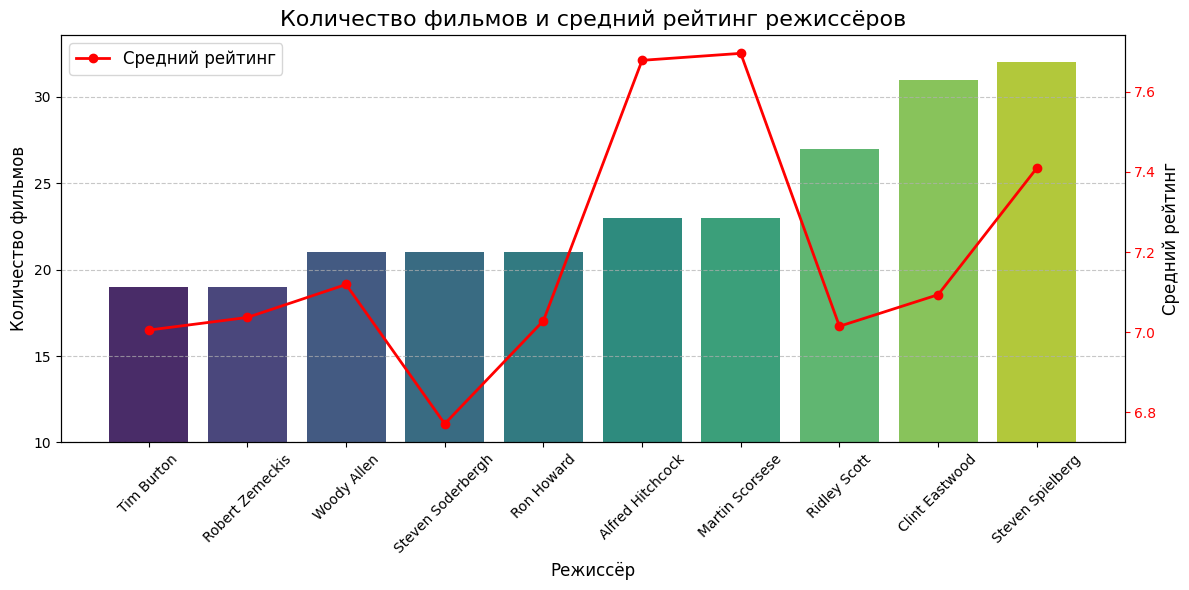 Количество фильмов и средний рейтинг режиссёров
Средний рейтинг
Количество фильмов
30
25
20
15
10
7.6
7.4
7.2
7.0
6.8
Средний рейтинг
Tim Burton
Robert Zemeckis
Woody Allen
Steven Soderbergh
Ron Howard
Alfred Hitchcock
Martin Scorsese
Ridley Scott
Clint Eastwood
Steven Spielberg
Режиссёр